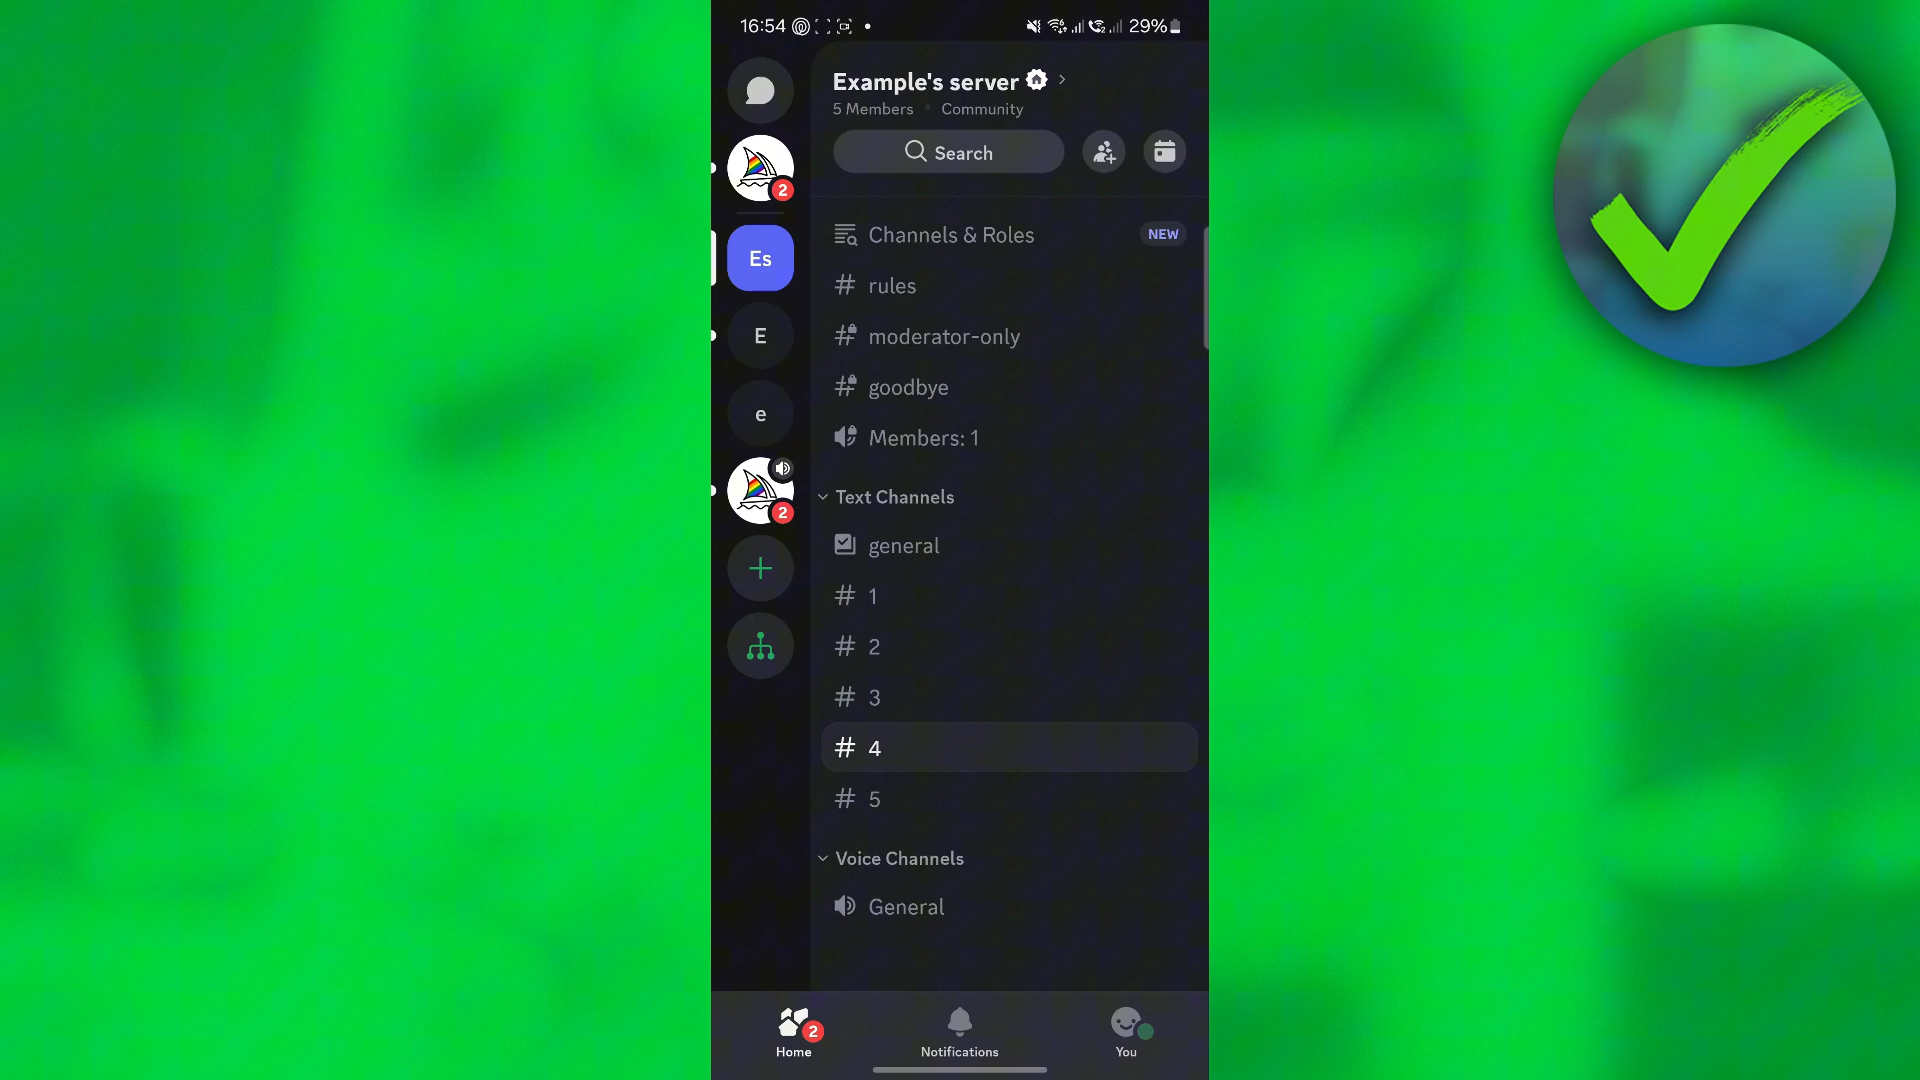 16:54
29%
Example's server
5 Members • Community
Search
2
Channels & Roles
NEW
Es
rules
E
moderator-only
goodbye
e
Members: 1
2
Text Channels
general
1
2
3
4
5
Voice Channels
General
2
Home
Notifications
You